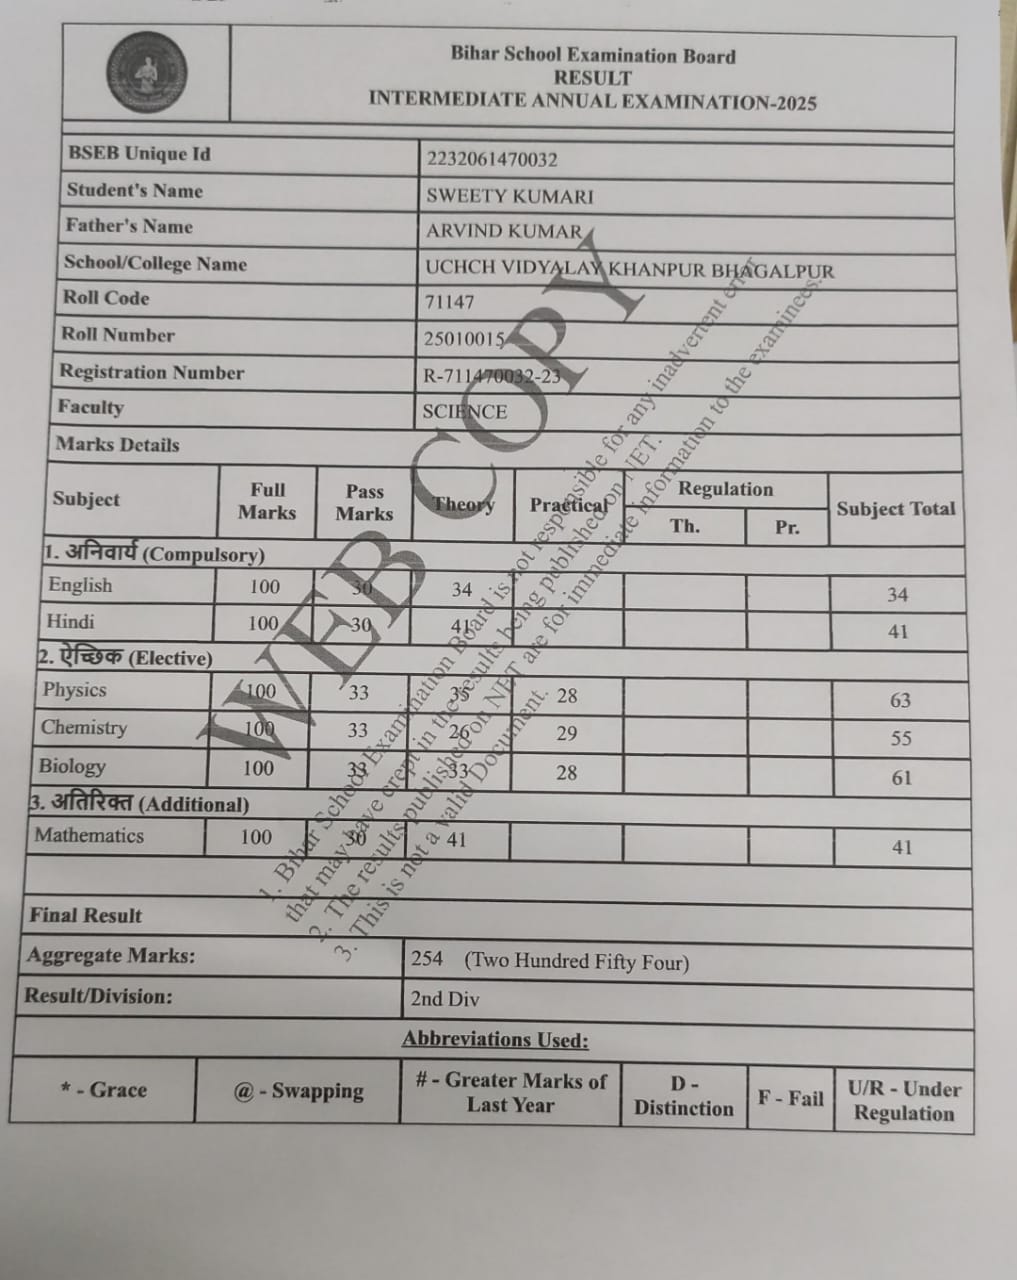 Bihar School Examination Board
RESULT
INTERMEDIATE ANNUAL EXAMINATION-2025
BSEB Unique Id 2232061470032
Student's Name SWEETY KUMARI
Father's Name ARVIND KUMAR
School/College Name UCHCH VIDYALAY KHANPUR BHAGALPUR
Roll Code 71147
Roll Number 25010015
Registration Number R-711470032-23
Faculty SCIENCE
Marks Details
Subject Full Marks Pass Marks Theory Practical Regulation Th. Pr. Subject Total
1. अनिवार्य (Compulsory)
English 100 30 34 34
Hindi 100 30 41 41
2. ऐच्छिक (Elective)
Physics 100 33 35 28 63
Chemistry 100 33 26 29 55
Biology 100 33 33 28 61
3. अतिरिक्त (Additional)
Mathematics 100 30 41 41
Final Result
Aggregate Marks: 254 (Two Hundred Fifty Four)
Result/Division: 2nd Div
Abbreviations Used:
* - Grace @ - Swapping # - Greater Marks of Last Year D - Distinction F - Fail U/R - Under Regulation
WEB COPY
1. Bihar School Examination Board is not responsible for any inadvertent error
that may have crept in the results being published on NET.
2. The results published on NET are for immediate information to the examinees.
3. This is not a valid Document.